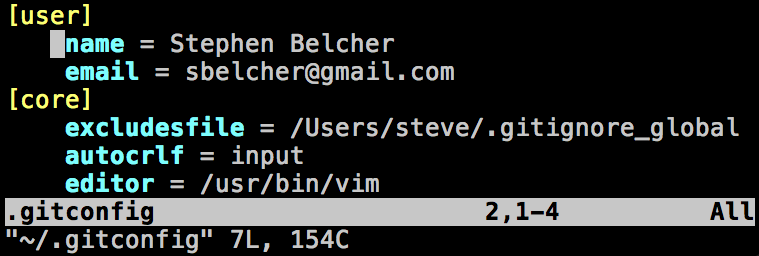 [user]
    name = Stephen Belcher
    email = sbelcher@gmail.com
[core]
    excludesfile = /Users/steve/.gitignore_global
    autocrlf = input
    editor = /usr/bin/vim
.gitconfig 2,1-4 All
"~/.gitconfig" 7L, 154C